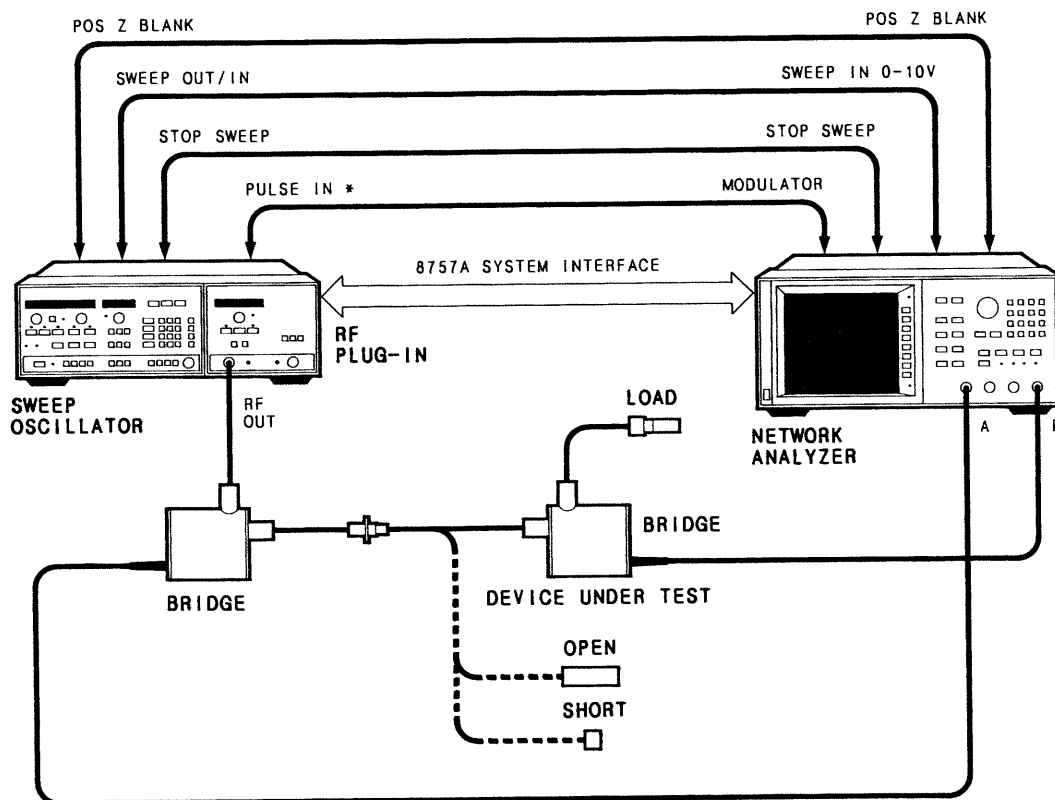 POS Z BLANK
POS Z BLANK
SWEEP OUT/IN
SWEEP IN 0-10V
STOP SWEEP
STOP SWEEP
PULSE IN *
MODULATOR
8757A SYSTEM INTERFACE
RF
PLUG-IN
SWEEP
OSCILLATOR
RF
OUT
LOAD
NETWORK
ANALYZER
A
BRIDGE
BRIDGE
DEVICE UNDER TEST
OPEN
SHORT